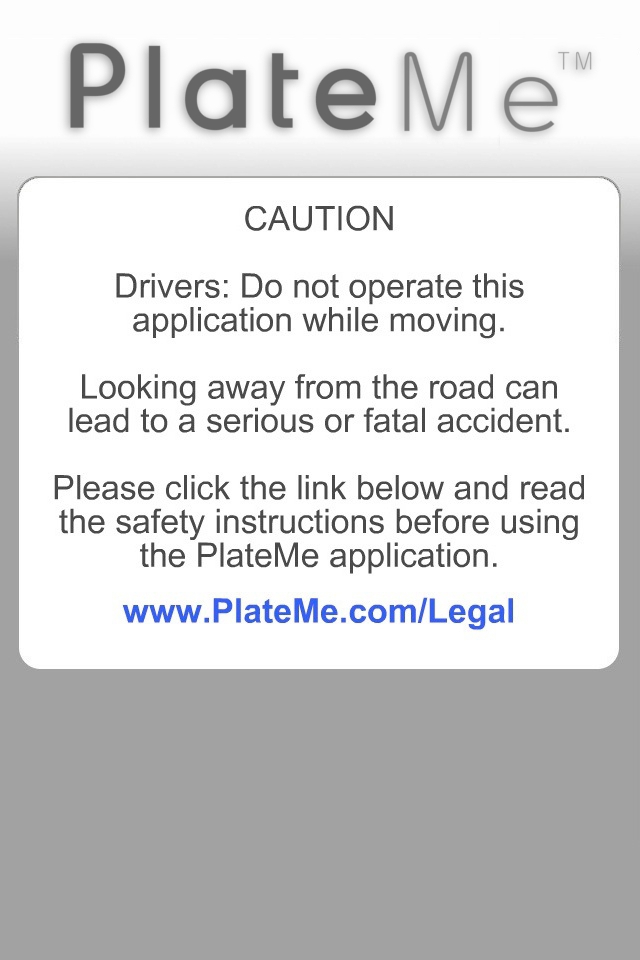 PlateMe™
CAUTION
Drivers: Do not operate this
application while moving.
Looking away from the road can
lead to a serious or fatal accident.
Please click the link below and read
the safety instructions before using
the PlateMe application.
www.PlateMe.com/Legal